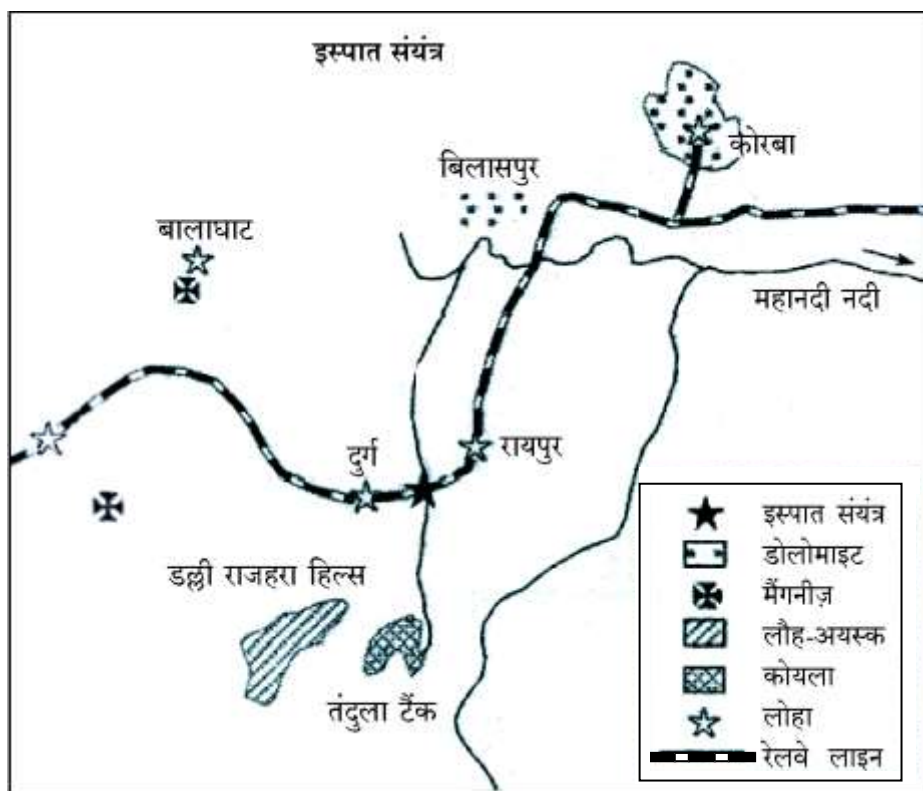 इस्पात संयंत्र
कोरबा
बिलासपुर
बालाघाट
महानदी नदी
दुर्ग
रायपुर
डल्ली राजहरा हिल्स
तंदुला टैंक
इस्पात संयंत्र
डोलोमाइट
मैंगनीज़
लौह-अयस्क
कोयला
लोहा
रेलवे लाइन